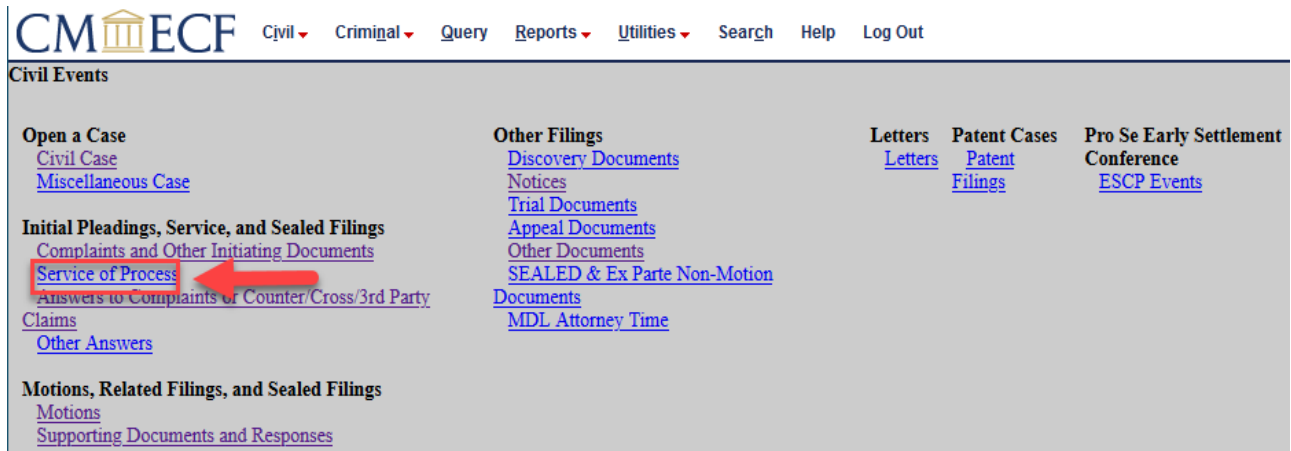 CM ECF Civil Criminal Query Reports Utilities Search Help Log Out
Civil Events
Open a Case
Civil Case
Miscellaneous Case
Initial Pleadings, Service, and Sealed Filings
Complaints and Other Initiating Documents
Service of Process
Answers to Complaints or Counter/Cross/3rd Party
Claims
Other Answers
Motions, Related Filings, and Sealed Filings
Motions
Supporting Documents and Responses
Other Filings
Discovery Documents
Notices
Trial Documents
Appeal Documents
Other Documents
SEALED & Ex Parte Non-Motion
Documents
MDL Attorney Time
Letters
Letters
Patent Cases
Patent
Filings
Pro Se Early Settlement
Conference
ESCP Events